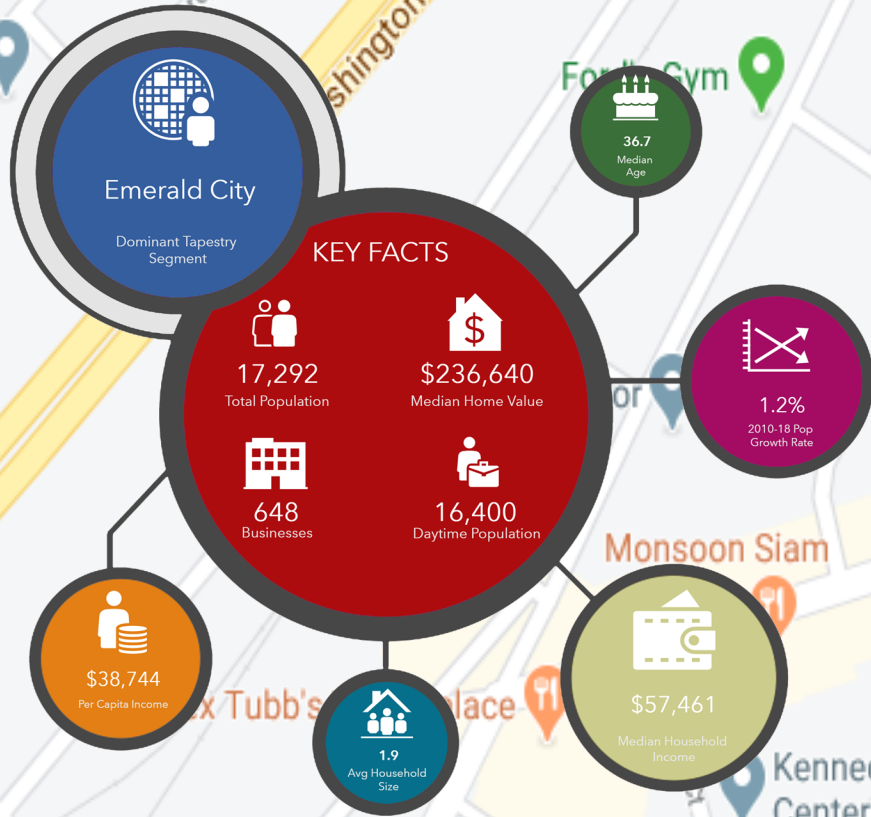 shington
Emerald City
Dominant Tapestry
Segment
Gym
36.7
Median
Age
KEY FACTS
17,292
Total Population
$236,640
Median Home Value
648
Businesses
16,400
Daytime Population
or
1.2%
2010-18 Pop
Growth Rate
Monsoon Siam
$38,744
Per Capita Income
x Tubb's
lace
1.9
Avg Household
Size
$57,461
Median Household
Income
Kenne
Center